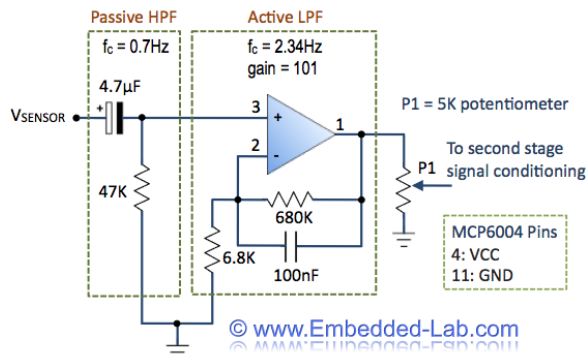 Passive HPF
Active LPF
fc = 0.7Hz
fc = 2.34Hz
gain = 101
4.7µF
+
VSENSOR
3
+
1
2
-
P1 = 5K potentiometer
To second stage
signal conditioning
P1
47K
680K
6.8K
100nF
MCP6004 Pins
4: VCC
11: GND
© www.Embedded-Lab.com